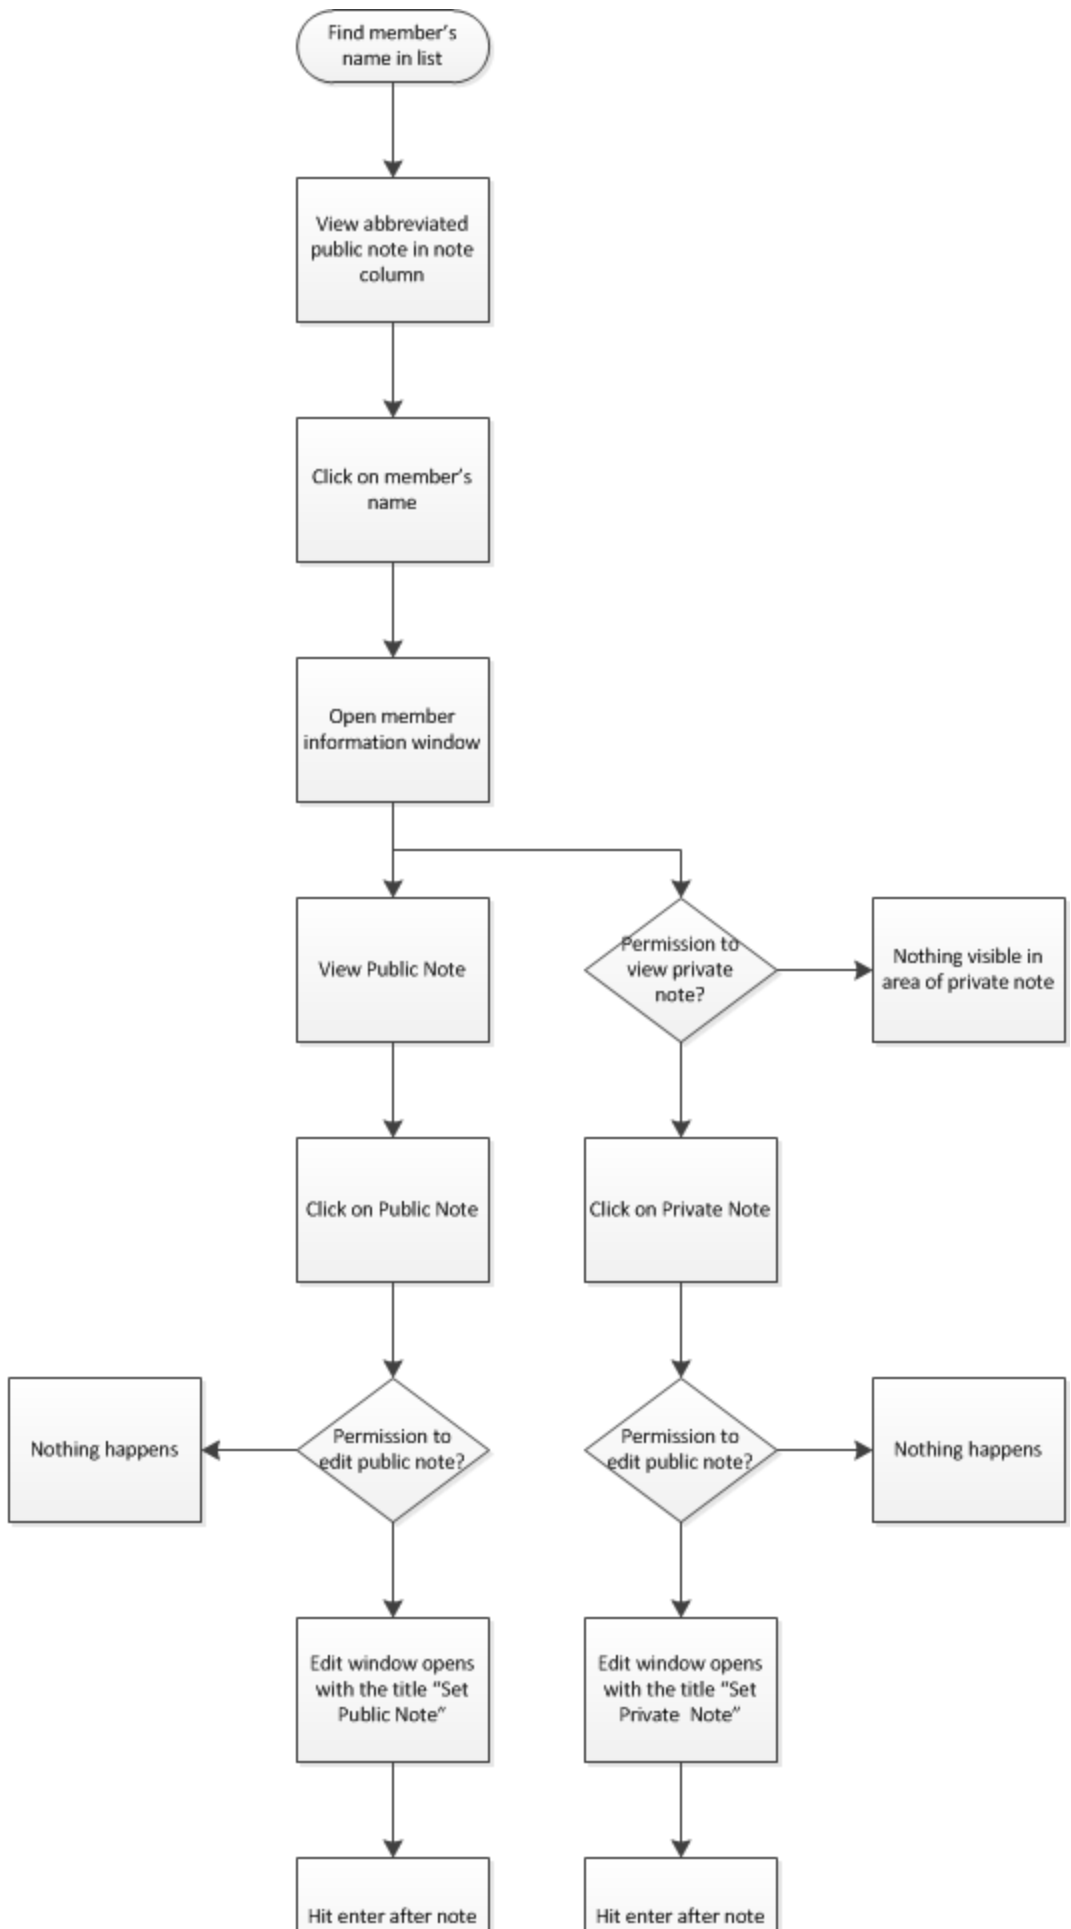 Find member's
name in list
View abbreviated
public note in note
column
Click on member's
name
Open member
information window
View Public Note
Permission to
view private
note?
Nothing visible in
area of private note
Click on Public Note
Click on Private Note
Nothing happens
Permission to
edit public note?
Permission to
edit public note?
Nothing happens
Edit window opens
with the title "Set
Public Note"
Edit window opens
with the title "Set
Private Note"
Hit enter after note
Hit enter after note